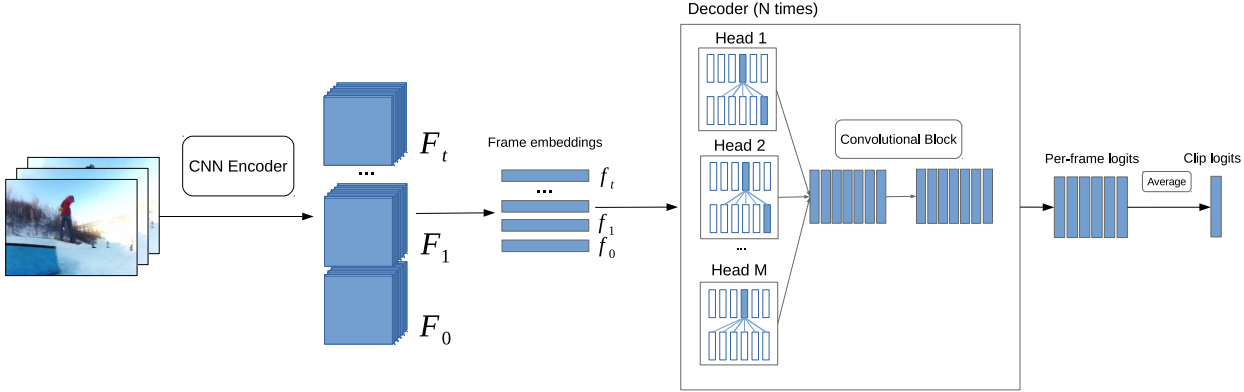 CNN Encoder
F_t
...
F_1
F_0
Frame embeddings
f_t
...
f_1
f_0
Decoder (N times)
Head 1
Head 2
...
Head M
Convolutional Block
Per-frame logits
Average
Clip logits